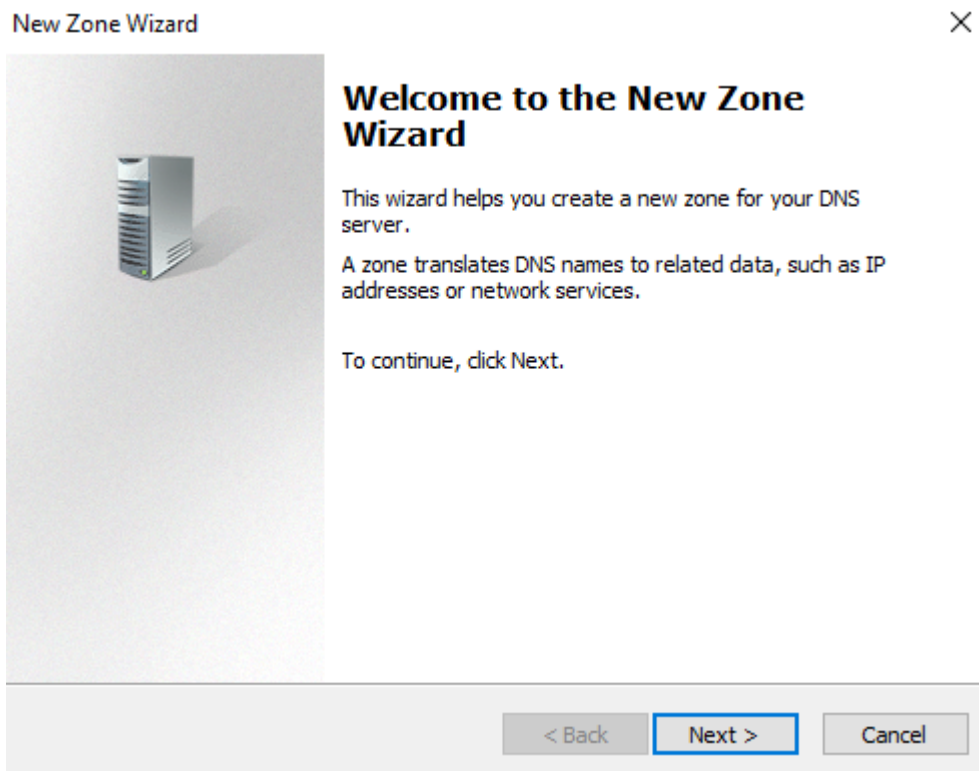 New Zone Wizard
Welcome to the New Zone
Wizard
This wizard helps you create a new zone for your DNS
server.
A zone translates DNS names to related data, such as IP
addresses or network services.
To continue, click Next.
< Back
Next >
Cancel